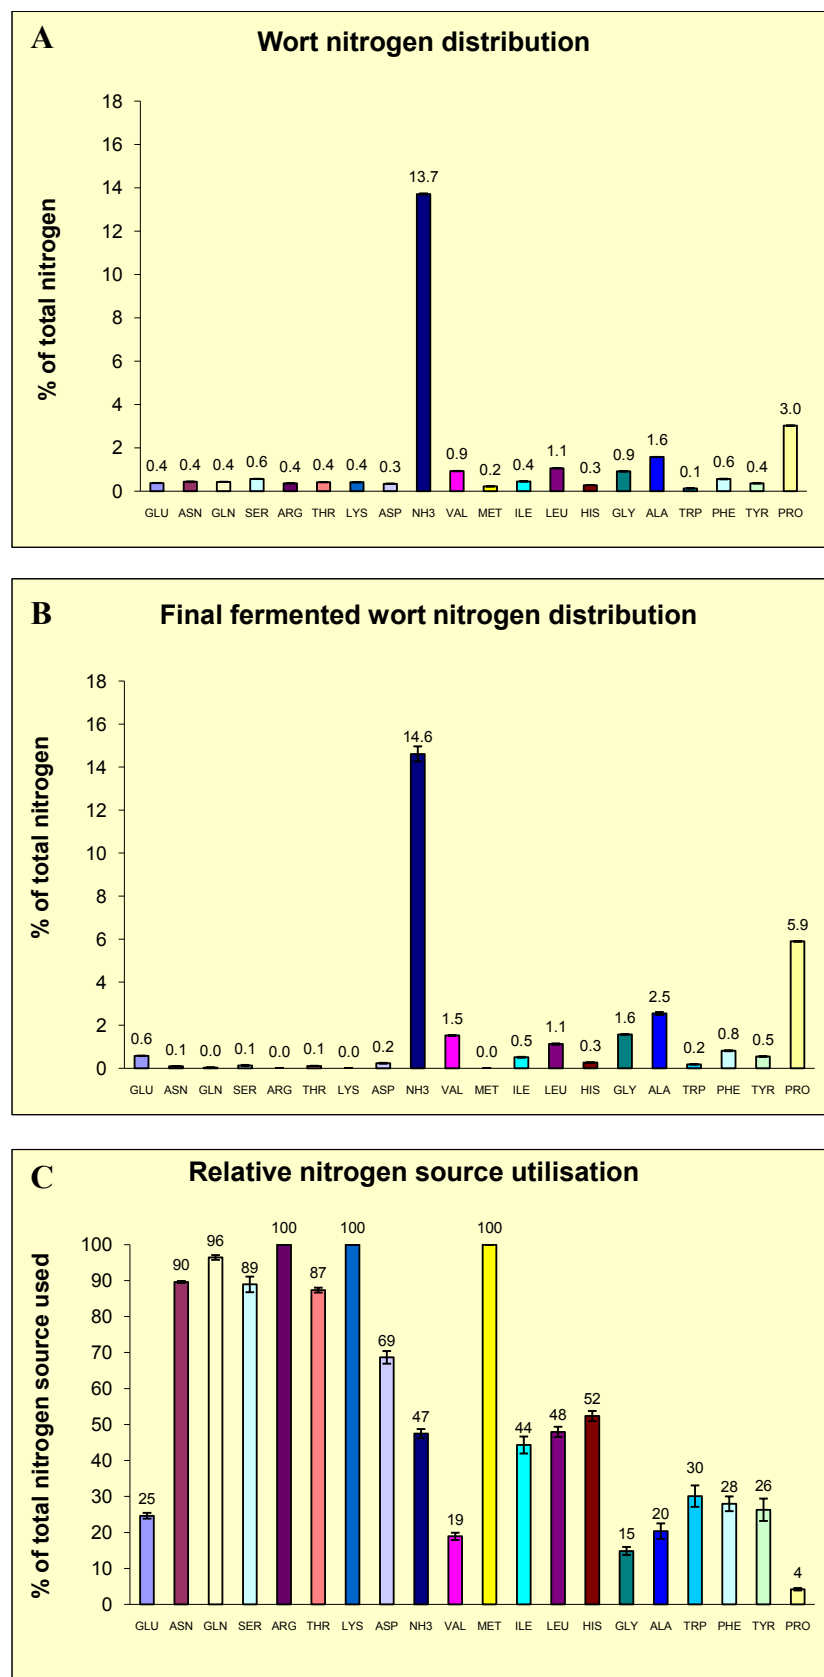 A
Wort nitrogen distribution
% of total nitrogen
18
16
14
12
10
8
6
4
2
0
0.4 0.4 0.4 0.6 0.4 0.4 0.4 0.3 13.7 0.9 0.2 0.4 1.1 0.3 0.9 1.6 0.1 0.6 0.4 3.0
GLU ASN GLN SER ARG THR LYS ASP NH3 VAL MET ILE LEU HIS GLY ALA TRP PHE TYR PRO
B
Final fermented wort nitrogen distribution
% of total nitrogen
18
16
14
12
10
8
6
4
2
0
0.6 0.1 0.0 0.1 0.0 0.1 0.0 0.2 14.6 1.5 0.0 0.5 1.1 0.3 1.6 2.5 0.2 0.8 0.5 5.9
GLU ASN GLN SER ARG THR LYS ASP NH3 VAL MET ILE LEU HIS GLY ALA TRP PHE TYR PRO
C
Relative nitrogen source utilisation
% of total nitrogen source used
100
90
80
70
60
50
40
30
20
10
0
25 90 96 89 100 87 100 69 47 19 100 44 48 52 15 20 30 28 26 4
GLU ASN GLN SER ARG THR LYS ASP NH3 VAL MET ILE LEU HIS GLY ALA TRP PHE TYR PRO